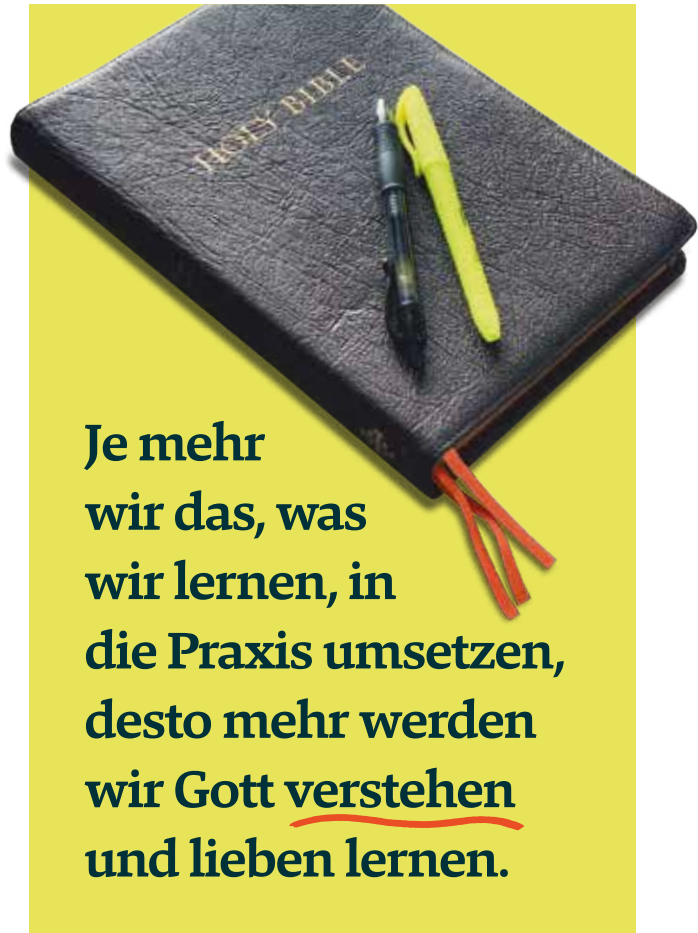 HOLY BIBLE
Je mehr
wir das, was
wir lernen, in
die Praxis umsetzen,
desto mehr werden
wir Gott verstehen
und lieben lernen.